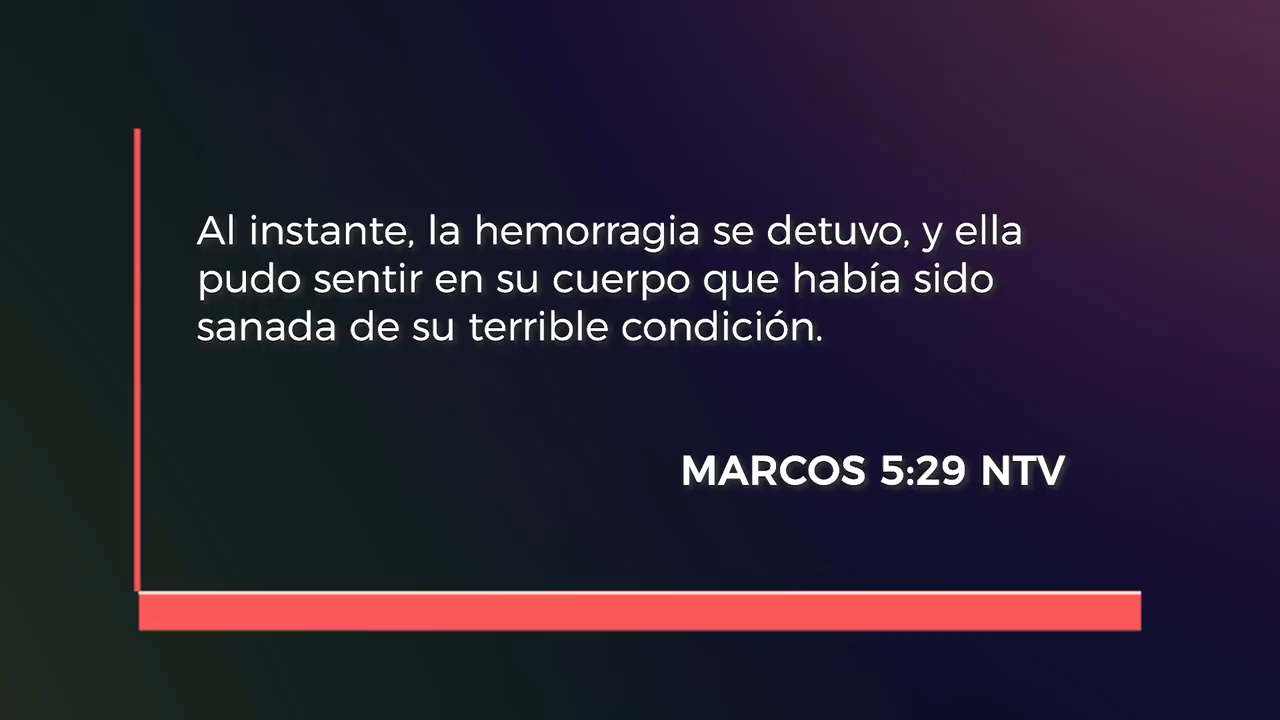 Al instante, la hemorragia se detuvo, y ella
pudo sentir en su cuerpo que había sido
sanada de su terrible condición.
MARCOS 5:29 NTV